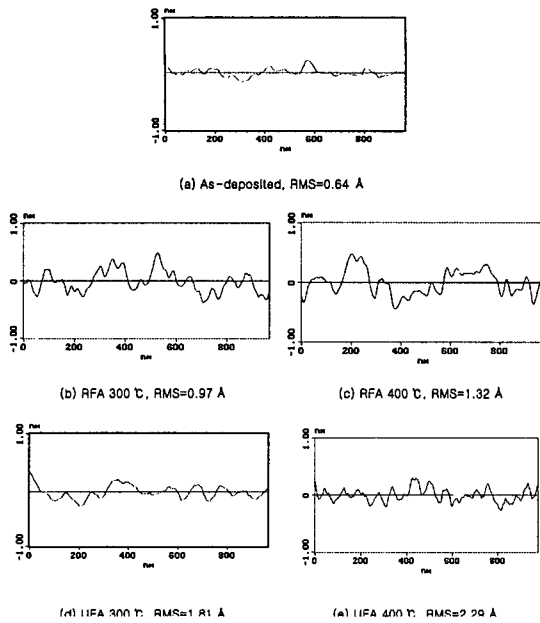 nm
1.00
-1.00
0 200 400 600 800
nm
(a) As-deposited, RMS=0.64 Å
nm
1.00
0
-1.00
0 200 400 600 800
nM
(b) RFA 300 ℃, RMS=0.97 Å
nm
1.00
0
-1.00
0 200 400 600 800
nM
(c) RFA 400 ℃, RMS=1.32 Å
nm
1.00
-1.00
0 200 400 600 800
nm
(d) UFA 300 ℃, RMS=1.81 Å
nm
1.00
0
-1.00
0 200 400 600 800
nm
(e) UFA 400 ℃, RMS=2.29 Å